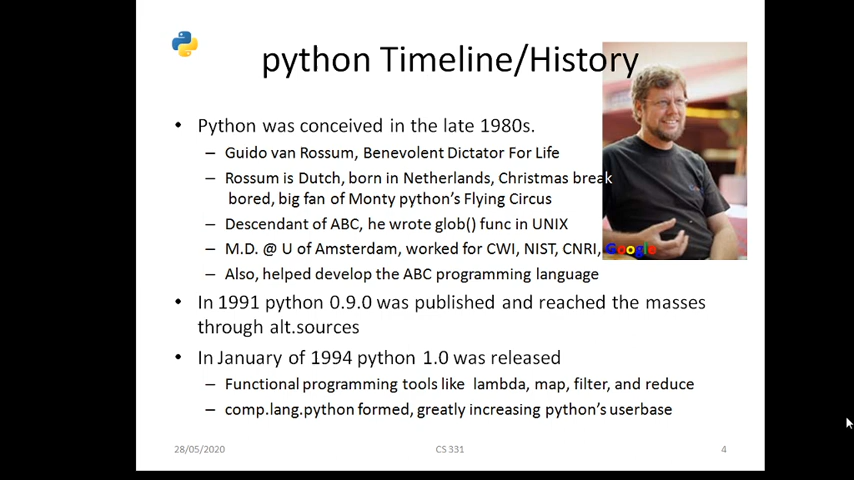 python Timeline/History
• Python was conceived in the late 1980s.
– Guido van Rossum, Benevolent Dictator For Life
– Rossum is Dutch, born in Netherlands, Christmas break
bored, big fan of Monty python's Flying Circus
– Descendant of ABC, he wrote glob() func in UNIX
– M.D. @ U of Amsterdam, worked for CWI, NIST, CNRI, Google
– Also, helped develop the ABC programming language
• In 1991 python 0.9.0 was published and reached the masses
through alt.sources
• In January of 1994 python 1.0 was released
– Functional programming tools like lambda, map, filter, and reduce
– comp.lang.python formed, greatly increasing python's userbase
28/05/2020 CS 331 4